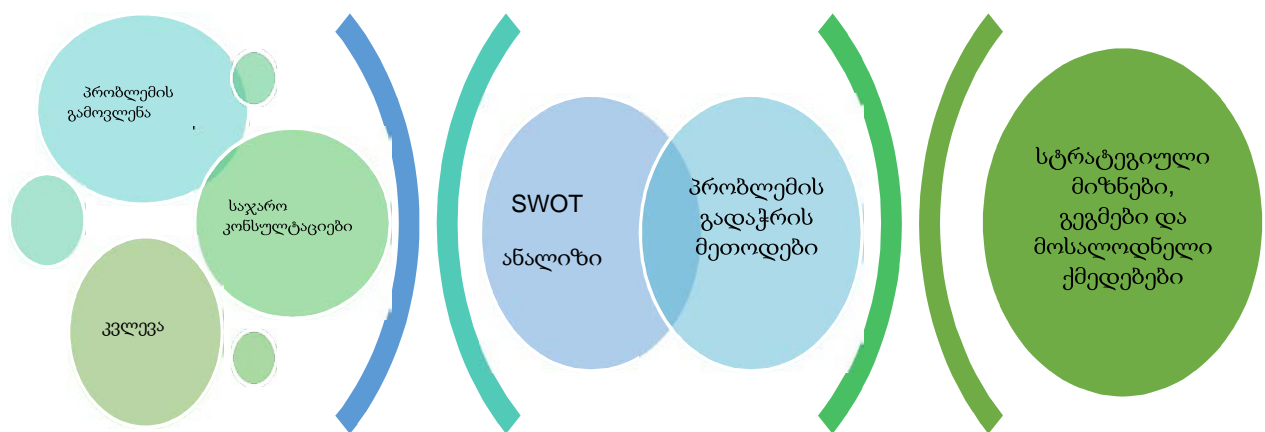 პრობლემის
გამოვლენა
საჯარო
კონსულტაციები
კვლევა
SWOT
ანალიზი
პრობლემის
გადაჭრის
მეთოდები
სტრატეგიული
მიზნები,
გეგმები და
მოსალოდნელი
ქმედებები